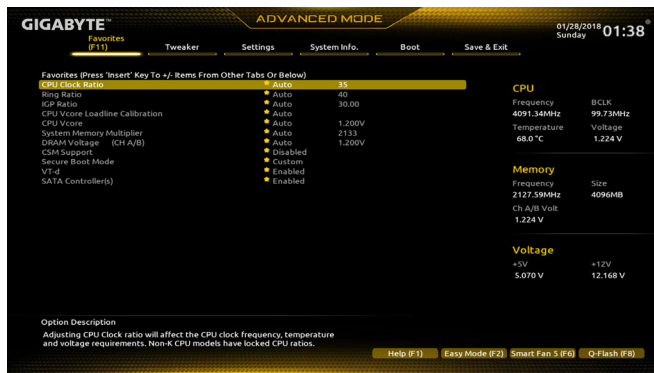 GIGABYTE™
ADVANCED MODE
01/28/2018 Sunday 01:38
Favorites (F11) Tweaker Settings System Info. Boot Save & Exit
Favorites (Press 'Insert' Key To +/- Items From Other Tabs Or Below)
CPU Clock Ratio Auto 35
Ring Ratio Auto 40
IGP Ratio Auto 30.00
CPU Vcore Loadline Calibration Auto
CPU Vcore Auto 1.200V
System Memory Multiplier Auto 2133
DRAM Voltage (CH A/B) Auto 1.200V
CSM Support Disabled
Secure Boot Mode Custom
VT-d Enabled
SATA Controller(s) Enabled
CPU
Frequency BCLK
4091.34MHz 99.73MHz
Temperature Voltage
68.0 °C 1.224 V
Memory
Frequency Size
2127.59MHz 4096MB
Ch A/B Volt
1.224 V
Voltage
+5V +12V
5.070 V 12.168 V
Option Description
Adjusting CPU Clock ratio will affect the CPU clock frequency, temperature
and voltage requirements. Non-K CPU models have locked CPU ratios.
Help (F1) Easy Mode (F2) Smart Fan 5 (F6) Q-Flash (F8)